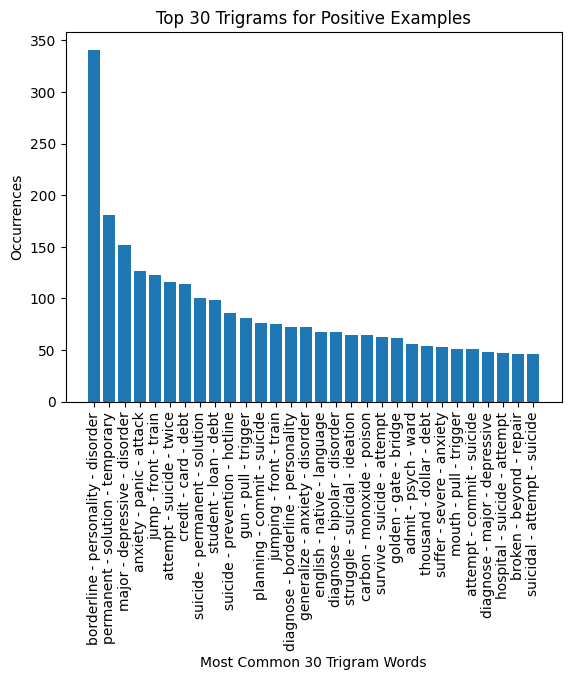 Top 30 Trigrams for Positive Examples
350
300
250
200
150
100
50
0
Occurrences
borderline - personality - disorder
permanent - solution - temporary
major - depressive - disorder
anxiety - panic - attack
jump - front - train
attempt - suicide - twice
credit - card - debt
suicide - permanent - solution
student - loan - debt
suicide - prevention - hotline
gun - pull - trigger
planning - commit - suicide
jumping - front - train
diagnose - borderline - personality
generalize - anxiety - disorder
english - native - language
diagnose - bipolar - disorder
struggle - suicidal - ideation
carbon - monoxide - poison
survive - suicide - attempt
golden - gate - bridge
admit - psych - ward
thousand - dollar - debt
suffer - severe - anxiety
mouth - pull - trigger
attempt - commit - suicide
diagnose - major - depressive
hospital - suicide - attempt
broken - beyond - repair
suicidal - attempt - suicide
Most Common 30 Trigram Words